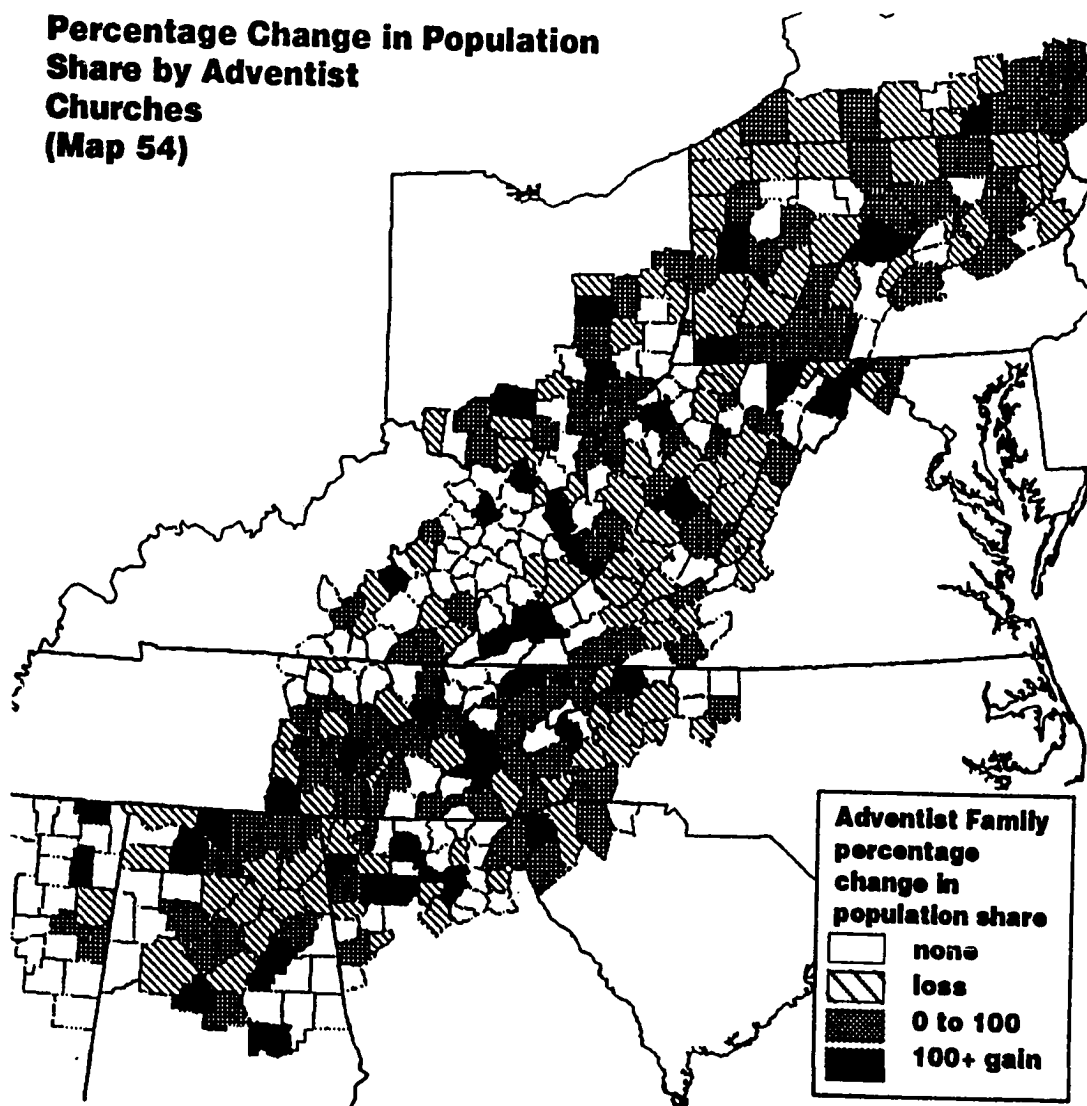 Percentage Change in Population
Share by Adventist
Churches
(Map 54)
Adventist Family
percentage
change in
population share
none
loss
0 to 100
100+ gain